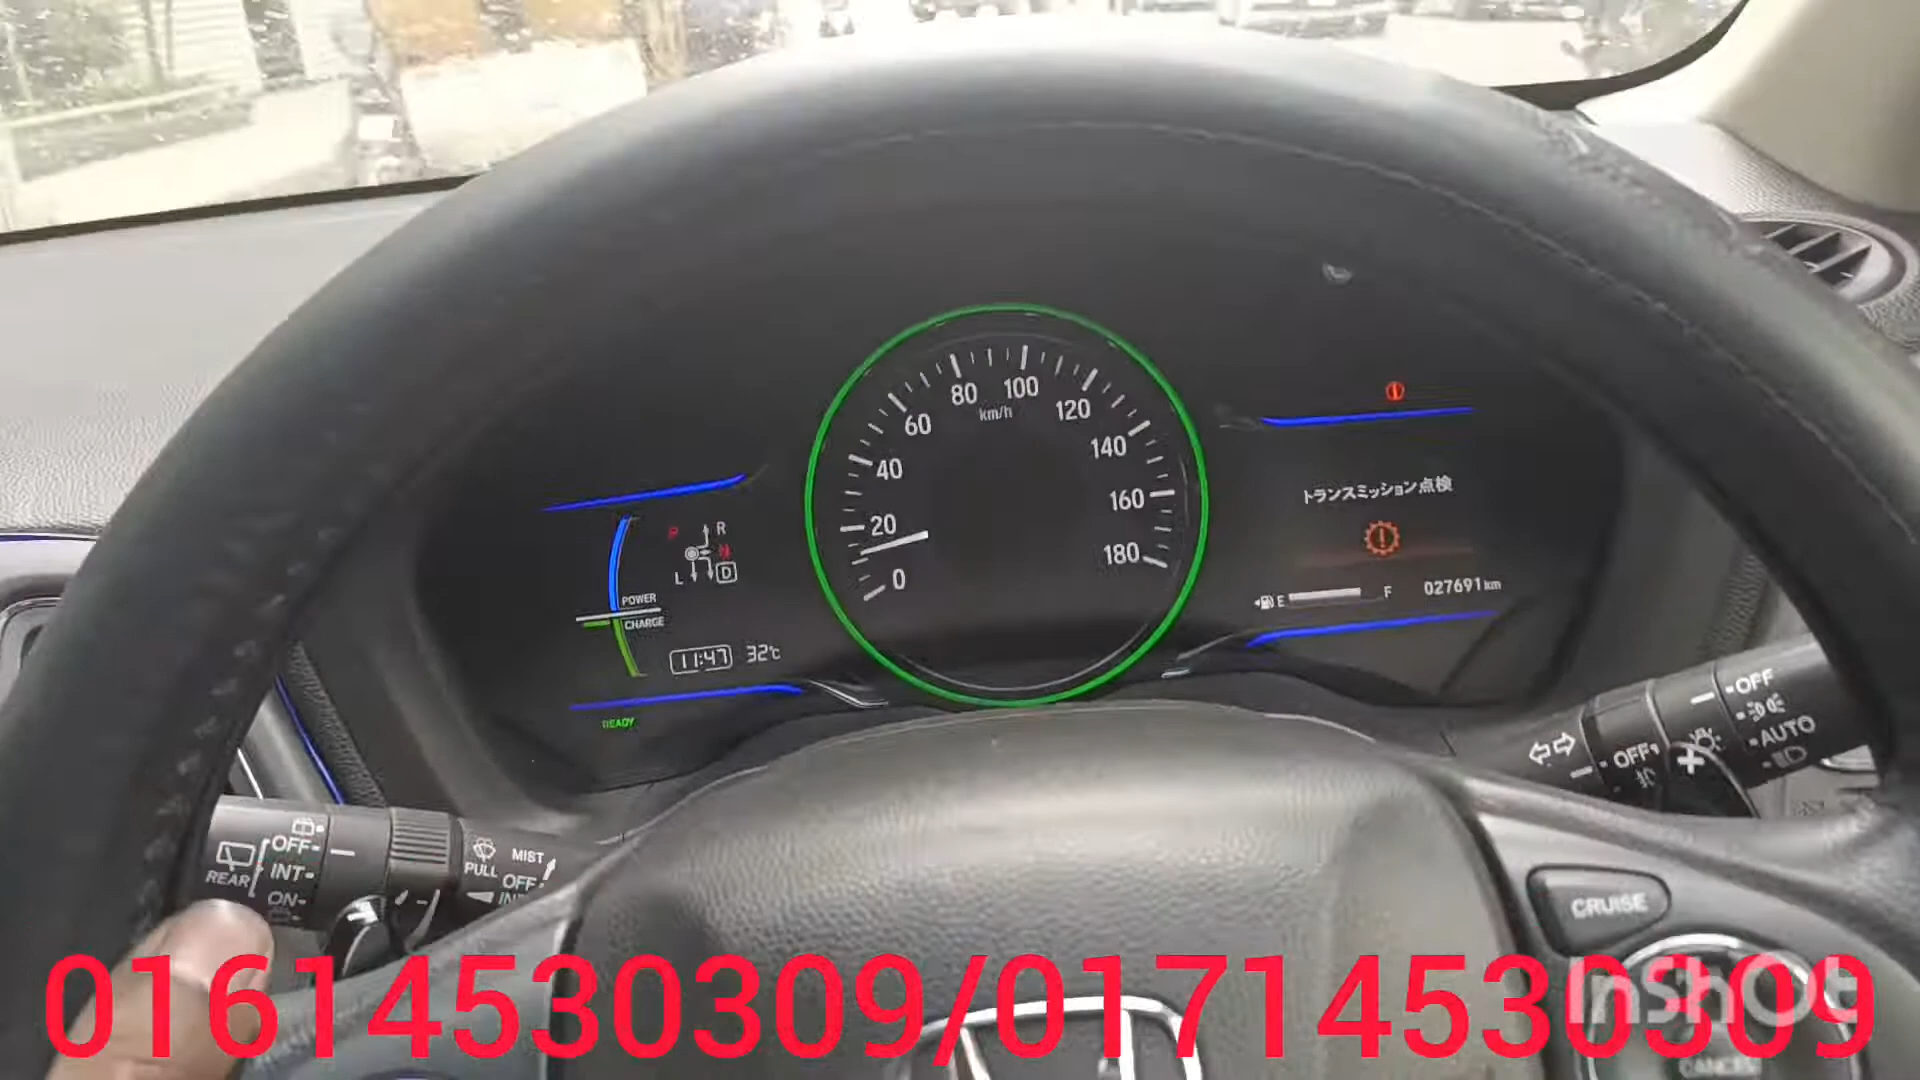 80 100
km/h
60 120
40 140
20 160
0 180
トランスミッション点検
P R
N
L D
POWER
CHARGE
E F 027691km
11:47 32℃
READY
OFF
OFF AUTO
OFF
INT
ON
REAR
MIST
PULL
OFF
CRUISE
CANCEL
InShOt
01614530309/01714530309